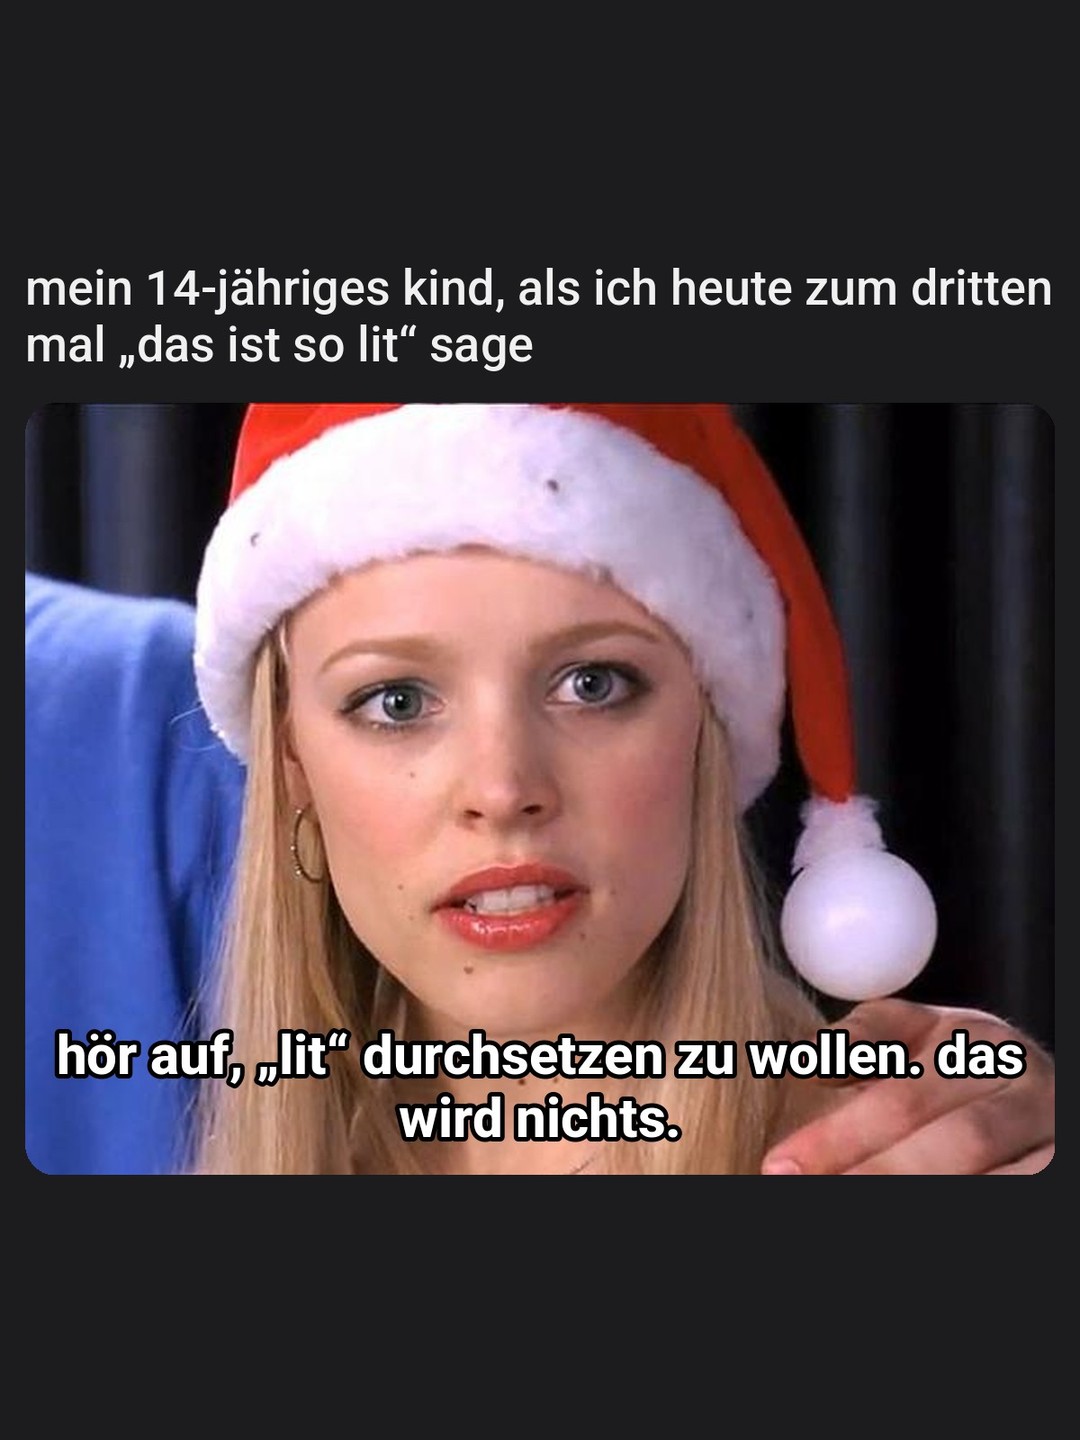 mein 14-jähriges kind, als ich heute zum dritten
mal „das ist so lit“ sage
hör auf, „lit“ durchsetzen zu wollen. das
wird nichts.